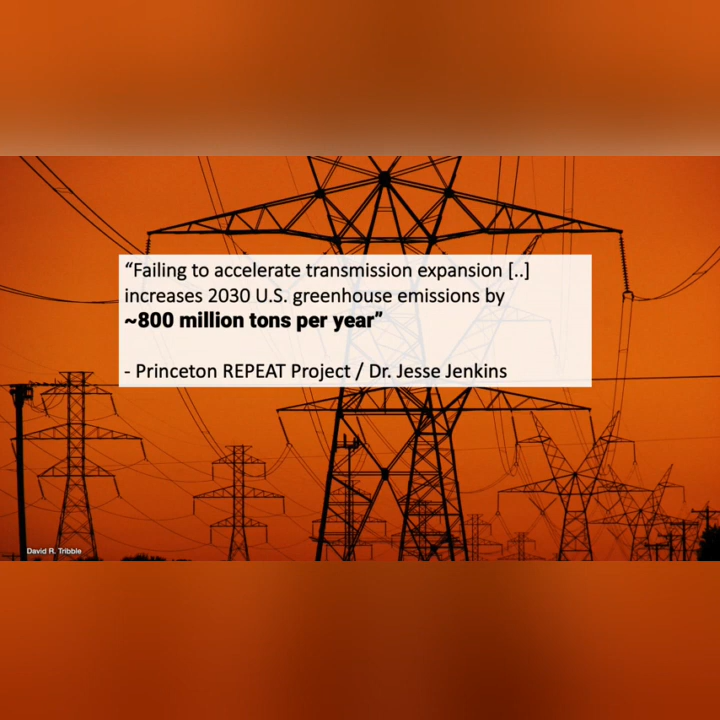 “Failing to accelerate transmission expansion [..]
increases 2030 U.S. greenhouse emissions by
~800 million tons per year”
- Princeton REPEAT Project / Dr. Jesse Jenkins
David R. Tribble